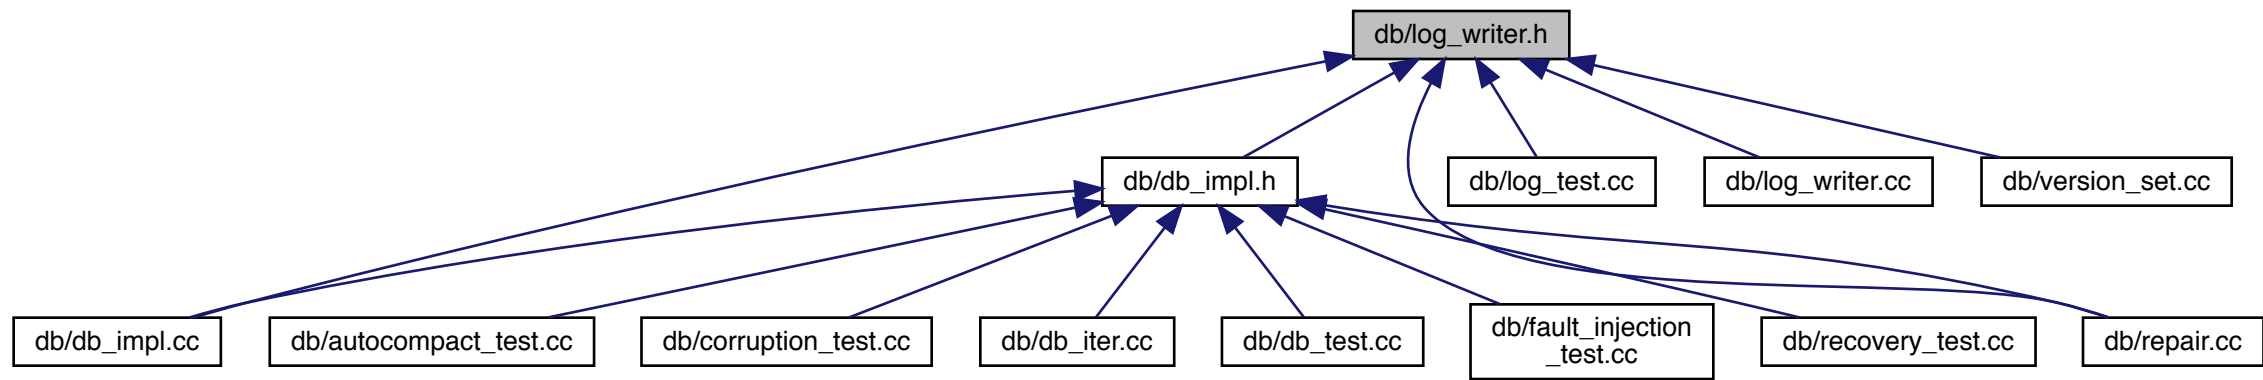 db/log_writer.h
db/db_impl.h
db/log_test.cc
db/log_writer.cc
db/version_set.cc
db/db_impl.cc
db/autocompact_test.cc
db/corruption_test.cc
db/db_iter.cc
db/db_test.cc
db/fault_injection
_test.cc
db/recovery_test.cc
db/repair.cc